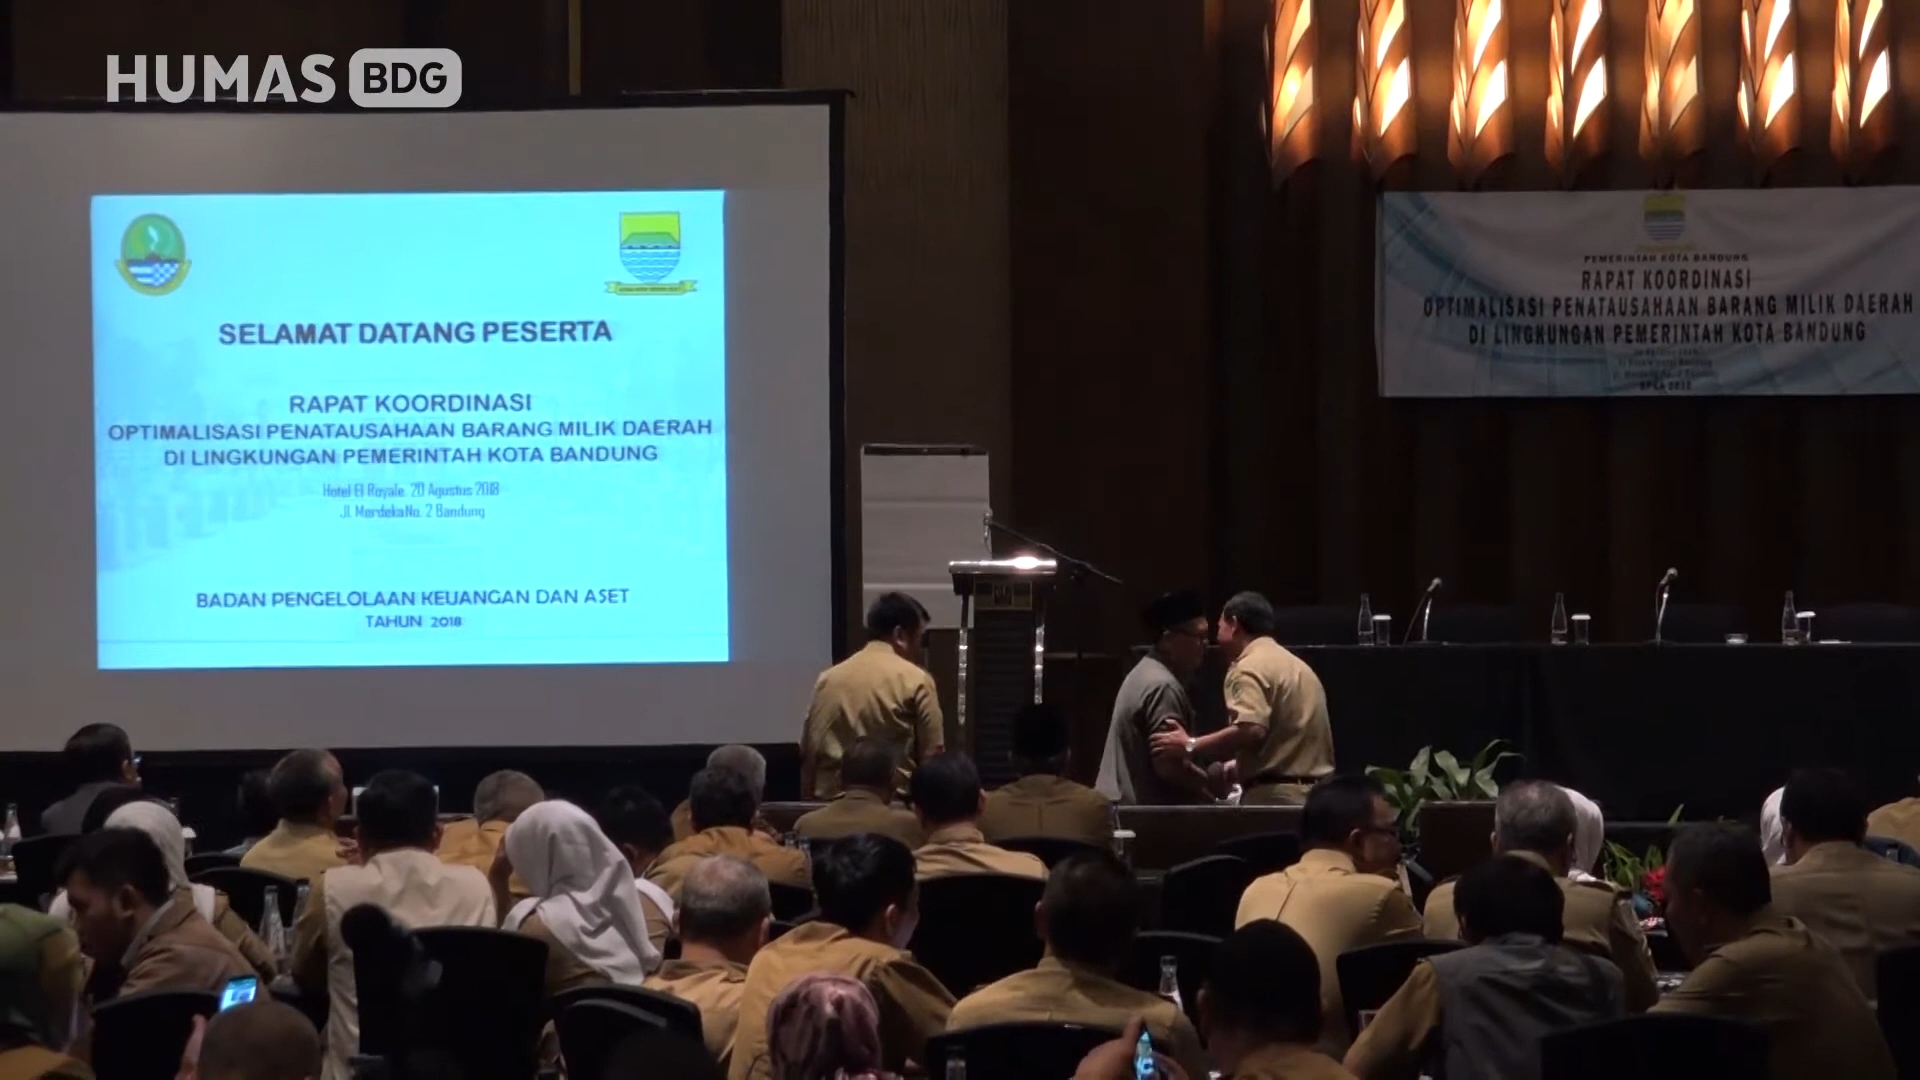 HUMAS BDG
SELAMAT DATANG PESERTA
RAPAT KOORDINASI
OPTIMALISASI PENATAUSAHAAN BARANG MILIK DAERAH
DI LINGKUNGAN PEMERINTAH KOTA BANDUNG
Hotel El Royale, 20 Agustus 2018
Jl. Merdeka No. 2 Bandung
BADAN PENGELOLAAN KEUANGAN DAN ASET
TAHUN 2018
PEMERINTAH KOTA BANDUNG
RAPAT KOORDINASI
OPTIMALISASI PENATAUSAHAAN BARANG MILIK DAERAH
DI LINGKUNGAN PEMERINTAH KOTA BANDUNG